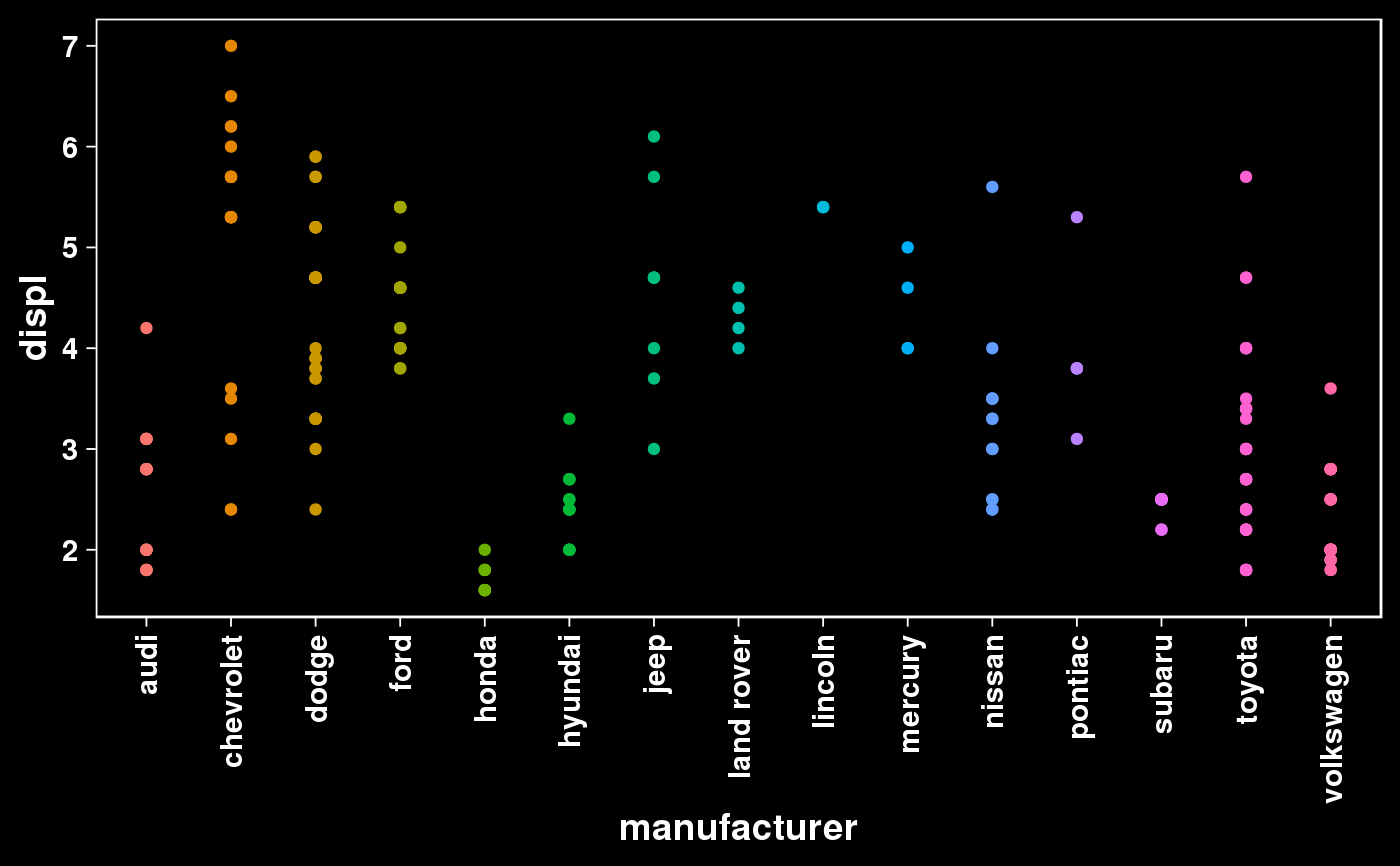 displ
7
6
5
4
3
2
audi
chevrolet
dodge
ford
honda
hyundai
jeep
land rover
lincoln
mercury
nissan
pontiac
subaru
toyota
volkswagen
manufacturer